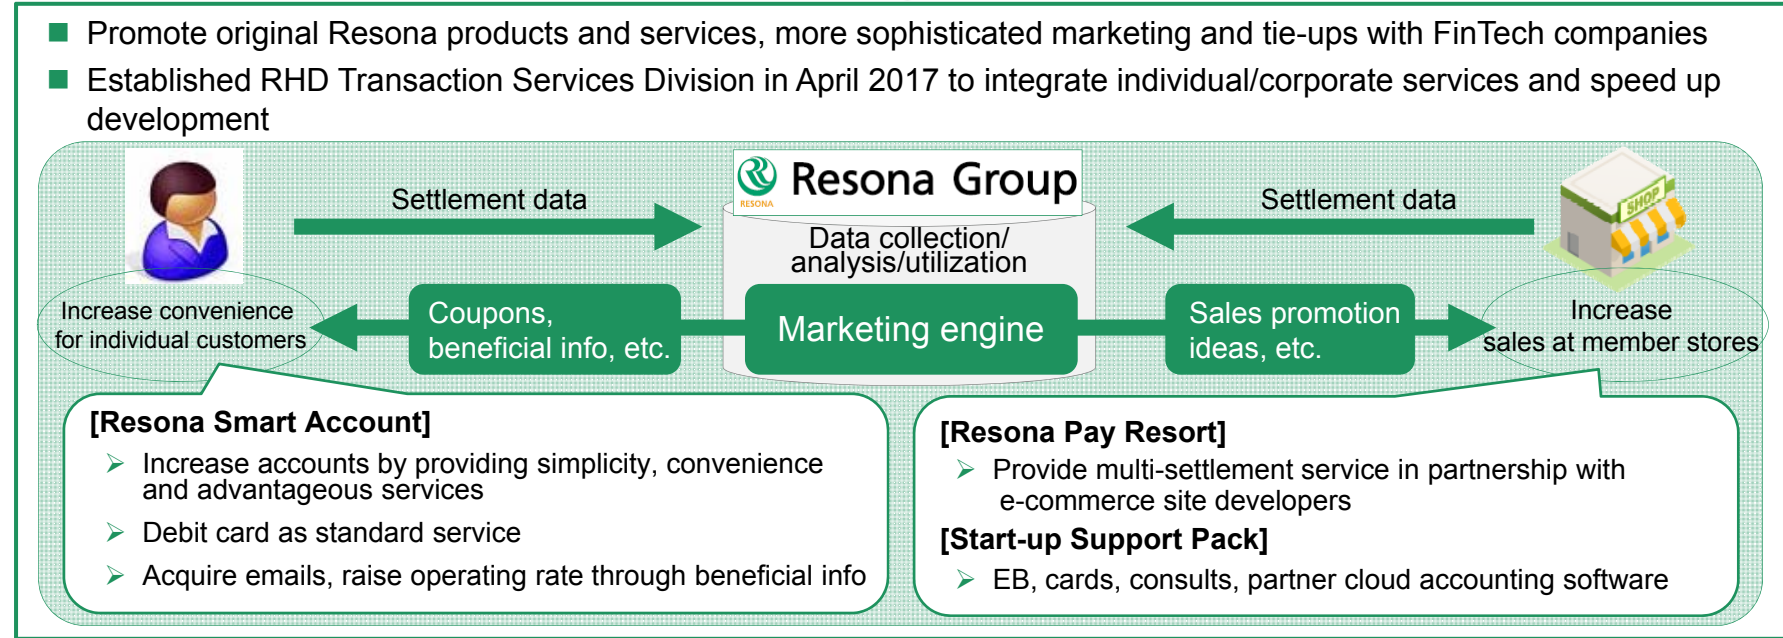 Promote original Resona products and services, more sophisticated marketing and tie-ups with FinTech companies
Established RHD Transaction Services Division in April 2017 to integrate individual/corporate services and speed up
development
Settlement data
RESONA
Resona Group
Settlement data
SHOP
Data collection/
analysis/utilization
Increase convenience
for individual customers
Coupons,
beneficial info, etc.
Marketing engine
Sales promotion
ideas, etc.
Increase
sales at member stores
[Resona Smart Account]
Increase accounts by providing simplicity, convenience
and advantageous services
Debit card as standard service
Acquire emails, raise operating rate through beneficial info
[Resona Pay Resort]
Provide multi-settlement service in partnership with
e-commerce site developers
[Start-up Support Pack]
EB, cards, consults, partner cloud accounting software